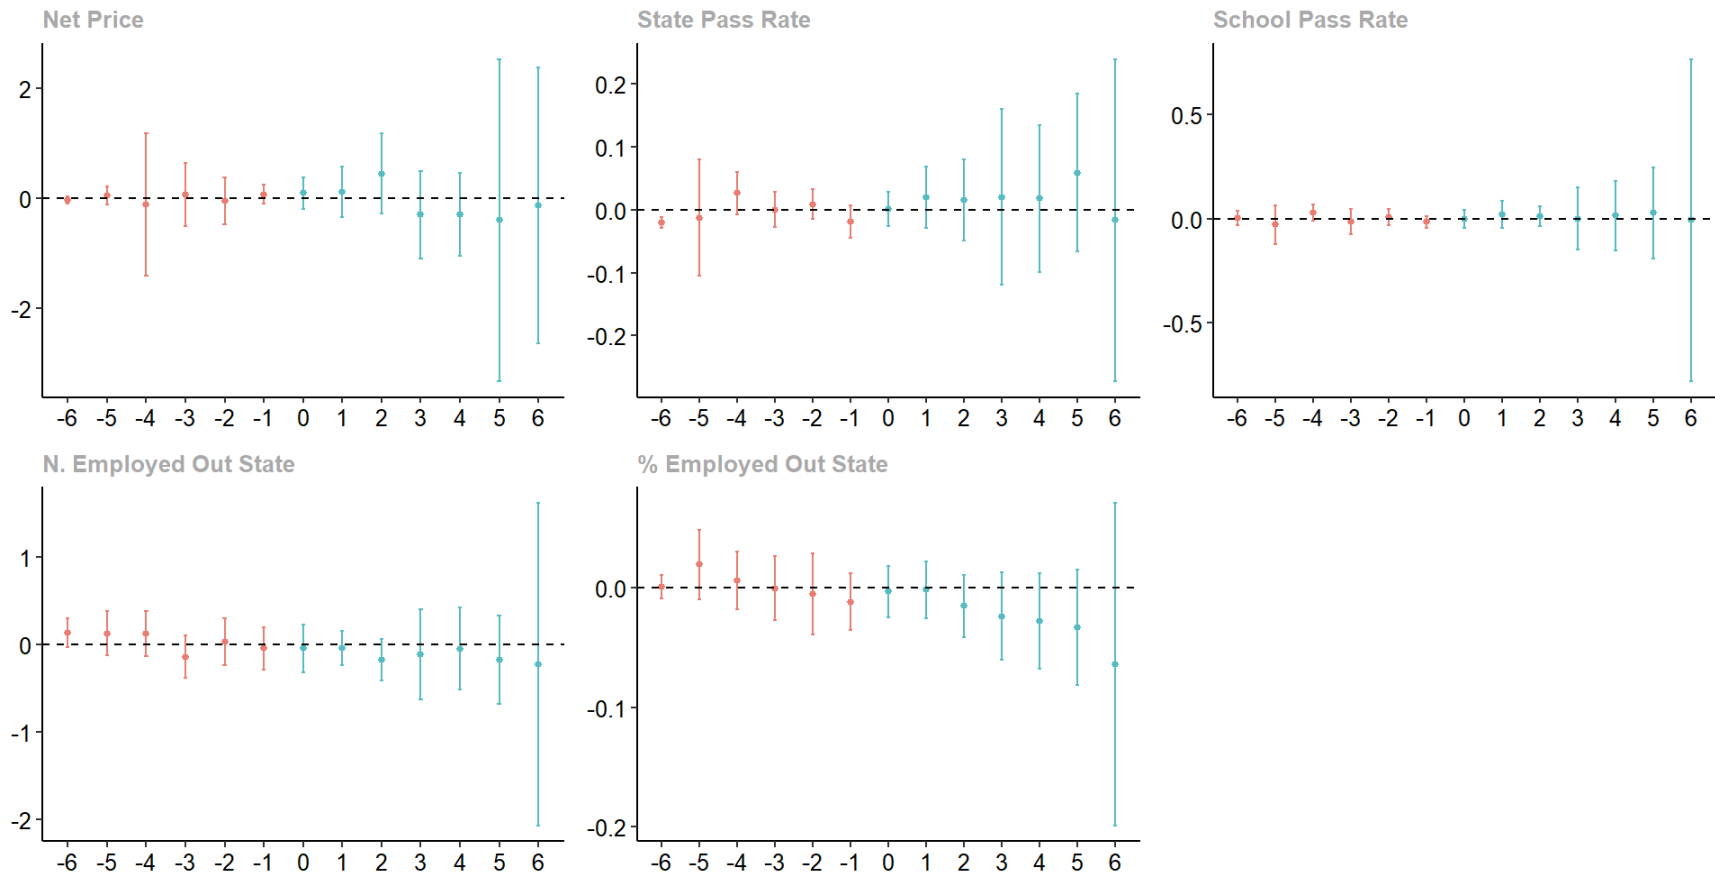 Net Price
2
0
-2
-6 -5 -4 -3 -2 -1 0 1 2 3 4 5 6
State Pass Rate
0.2
0.1
0.0
-0.1
-0.2
-6 -5 -4 -3 -2 -1 0 1 2 3 4 5 6
School Pass Rate
0.5
0.0
-0.5
-6 -5 -4 -3 -2 -1 0 1 2 3 4 5 6
N. Employed Out State
1
0
-1
-2
-6 -5 -4 -3 -2 -1 0 1 2 3 4 5 6
% Employed Out State
0.0
-0.1
-0.2
-6 -5 -4 -3 -2 -1 0 1 2 3 4 5 6